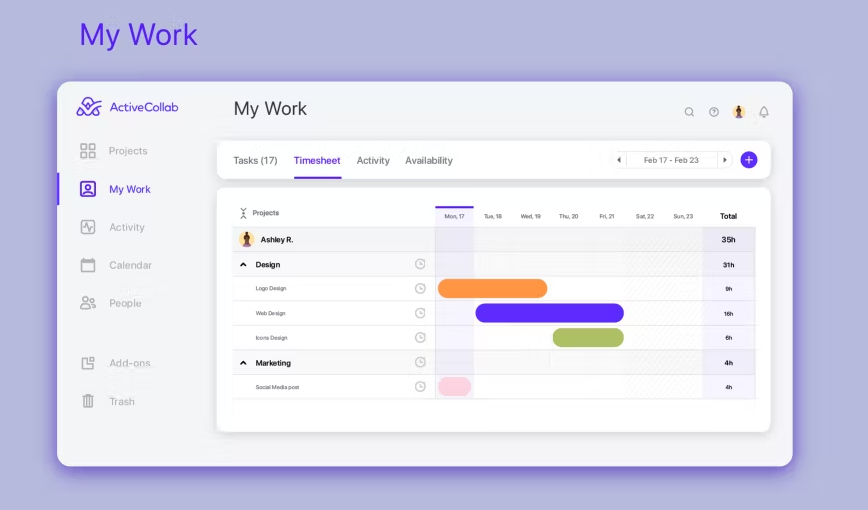 My Work
ActiveCollab
My Work
Projects
My Work
Activity
Calendar
People
Add-ons
Trash
Tasks (17) Timesheet Activity Availability Feb 17 - Feb 23
Projects Mon, 17 Tue, 18 Wed, 19 Thu, 20 Fri, 21 Sat, 22 Sun, 23 Total
Ashley R. 35h
Design 31h
Logo Design 9h
Web Design 16h
Icons Design 6h
Marketing 4h
Social Media post 4h